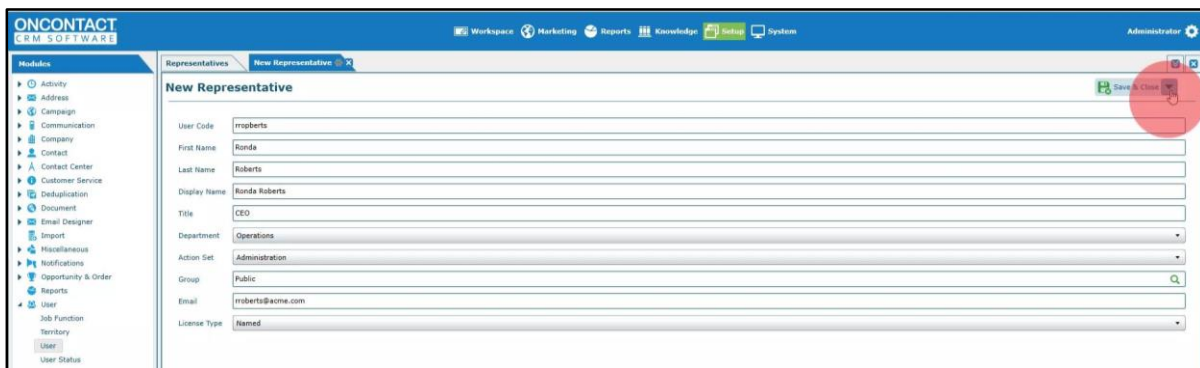 ONCONTACT
CRM SOFTWARE
Workspace Marketing Reports Knowledge Setup System
Administrator
Modules
Representatives New Representative
Activity
Address
Campaign
Communication
Company
Contact
Contact Center
Customer Service
Deduplication
Document
Email Designer
Import
Miscellaneous
Notifications
Opportunity & Order
Reports
User
Job Function
Territory
User
User Status
New Representative
Save & Close
User Code rropberts
First Name Ronda
Last Name Roberts
Display Name Ronda Roberts
Title CEO
Department Operations
Action Set Administration
Group Public
Email rroberts@acme.com
License Type Named